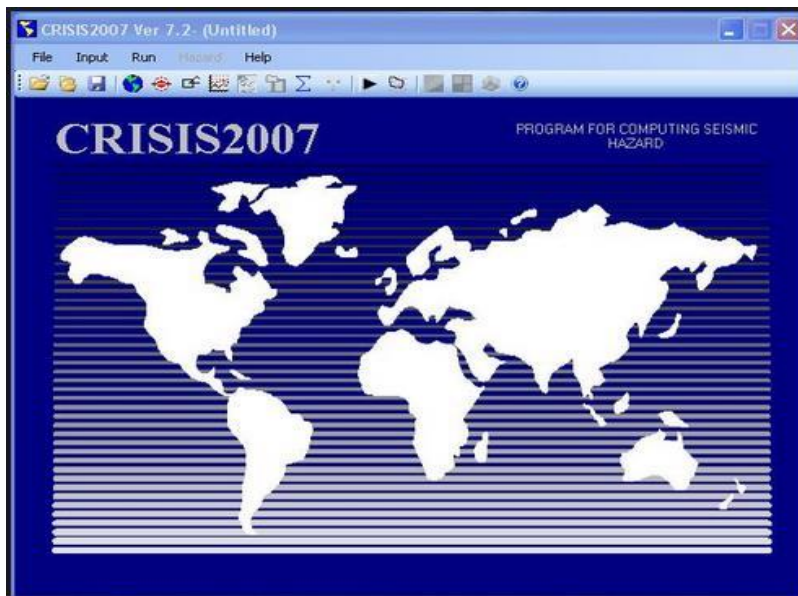 CRISIS2007 Ver 7.2- (Untitled)
File Input Run Hazard Help
CRISIS2007
PROGRAM FOR COMPUTING SEISMIC
HAZARD